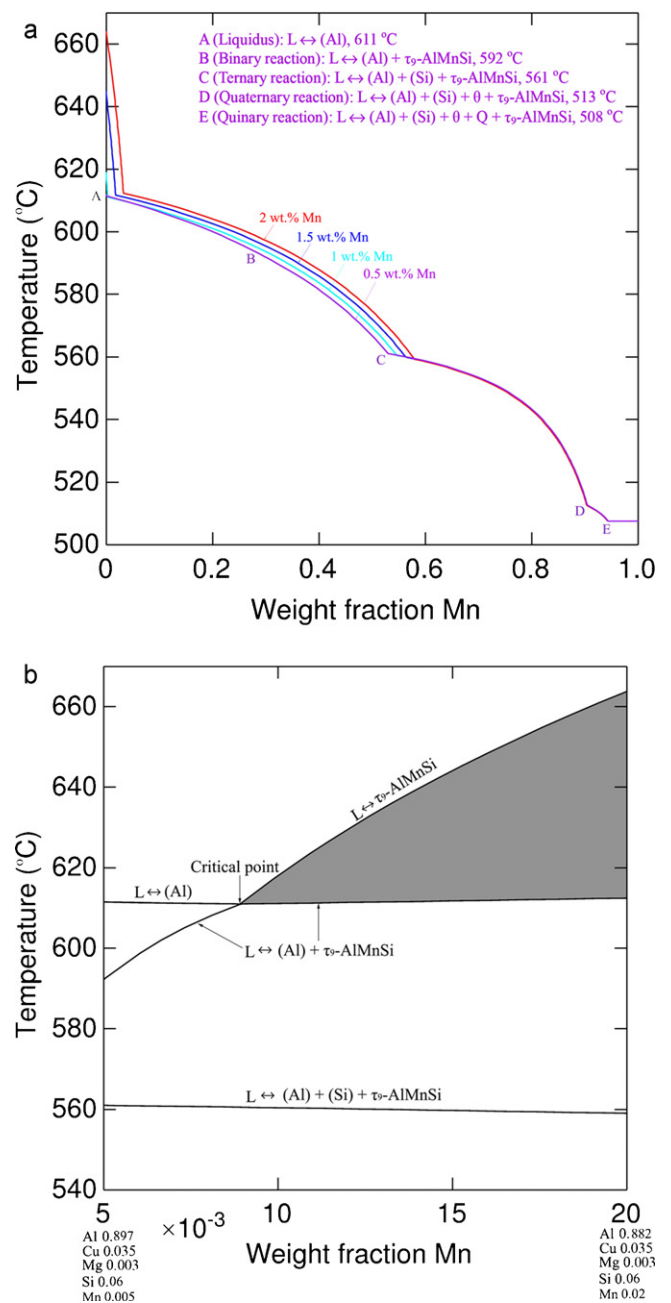 a
A (Liquidus): L ↔ (Al), 611 °C
B (Binary reaction): L ↔ (Al) + τ₉-AlMnSi, 592 °C
C (Ternary reaction): L ↔ (Al) + (Si) + τ₉-AlMnSi, 561 °C
D (Quaternary reaction): L ↔ (Al) + (Si) + θ + τ₉-AlMnSi, 513 °C
E (Quinary reaction): L ↔ (Al) + (Si) + θ + Q + τ₉-AlMnSi, 508 °C
660
640
620
600
580
560
540
520
500
Temperature (°C)
A
2 wt.% Mn
1.5 wt.% Mn
1 wt.% Mn
0.5 wt.% Mn
B
C
D
E
0 0.2 0.4 0.6 0.8 1.0
Weight fraction Mn
b
660
640
620
600
580
560
540
Temperature (°C)
L↔τ₉-AlMnSi
Critical point
L↔(Al)
L↔ (Al) + τ₉-AlMnSi
L ↔ (Al) + (Si) + τ₉-AlMnSi
5 10 15 20
×10⁻³
Weight fraction Mn
Al 0.897
Cu 0.035
Mg 0.003
Si 0.06
Mn 0.005
Al 0.882
Cu 0.035
Mg 0.003
Si 0.06
Mn 0.02